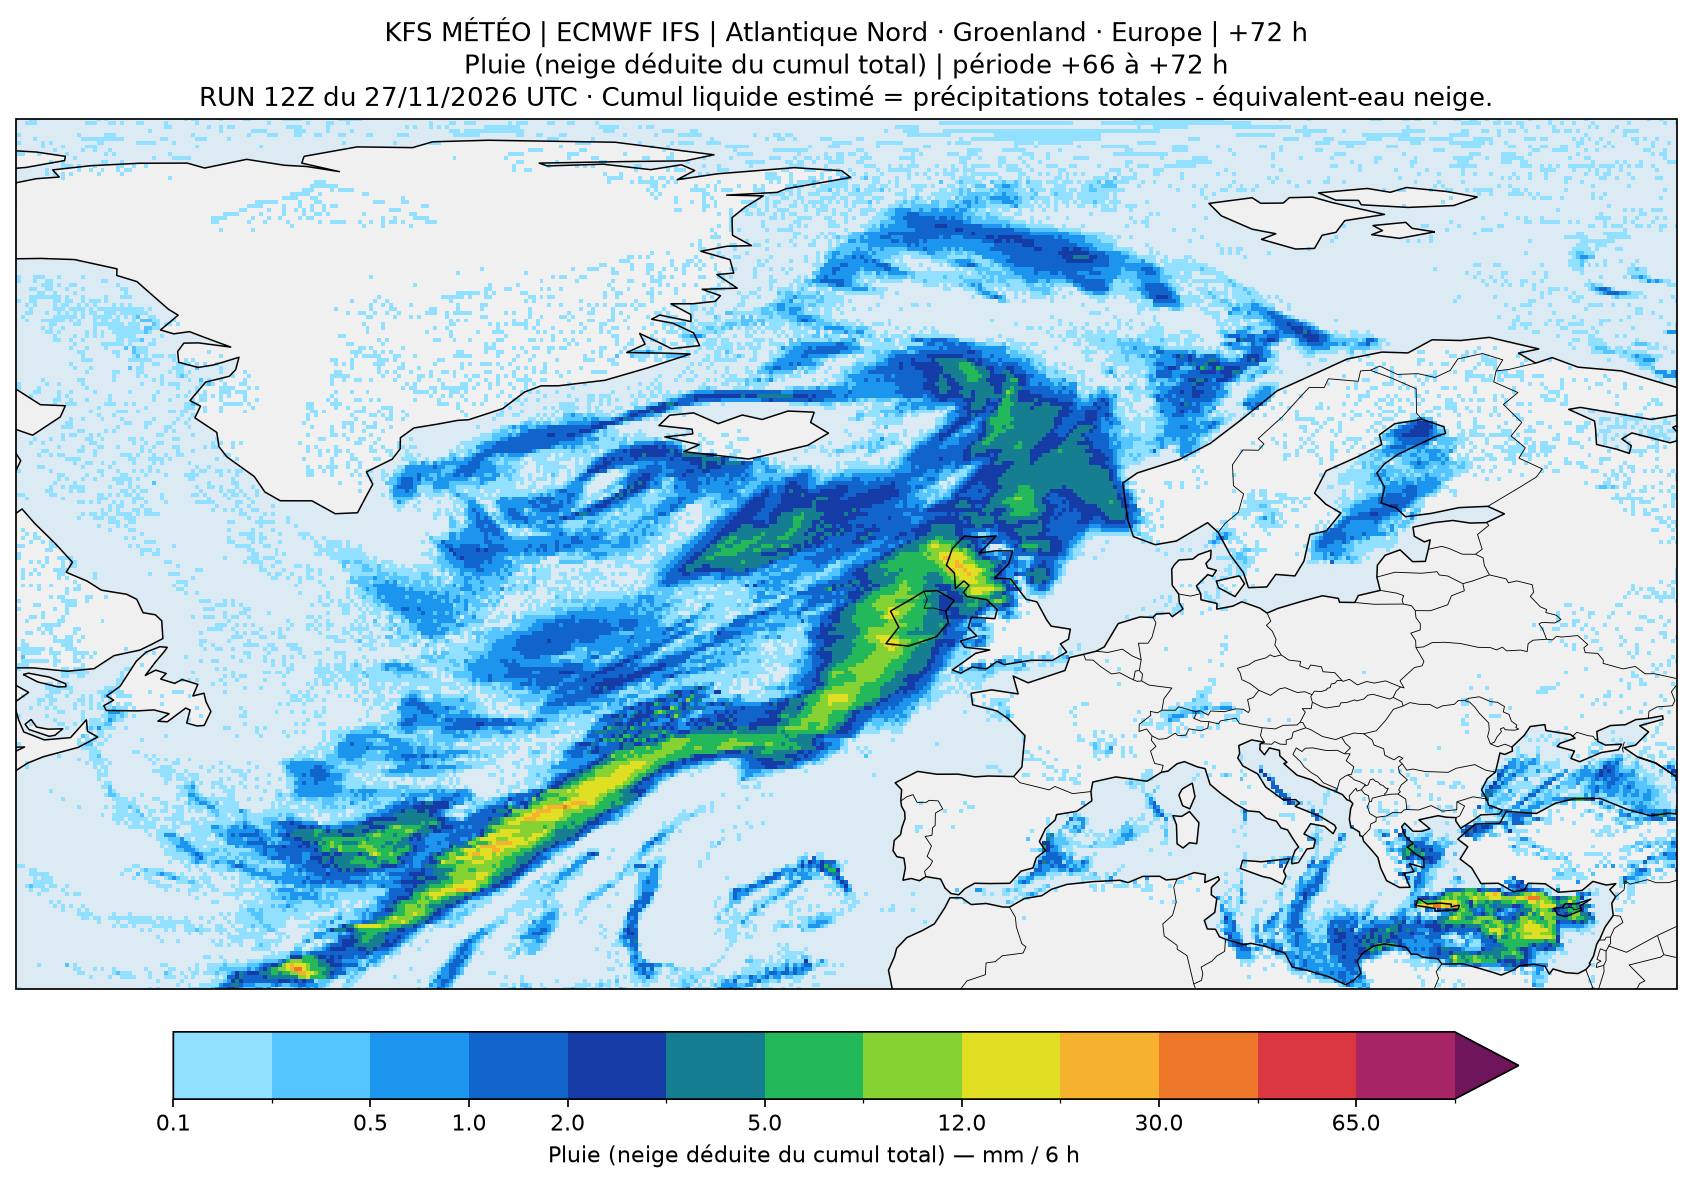 KFS MÉTÉO | ECMWF IFS | Atlantique Nord · Groenland · Europe | +72 h
Pluie (neige déduite du cumul total) | période +66 à +72 h
RUN 12Z du 27/11/2026 UTC · Cumul liquide estimé = précipitations totales - équivalent-eau neige.
0.1 0.5 1.0 2.0 5.0 12.0 30.0 65.0
Pluie (neige déduite du cumul total) — mm / 6 h